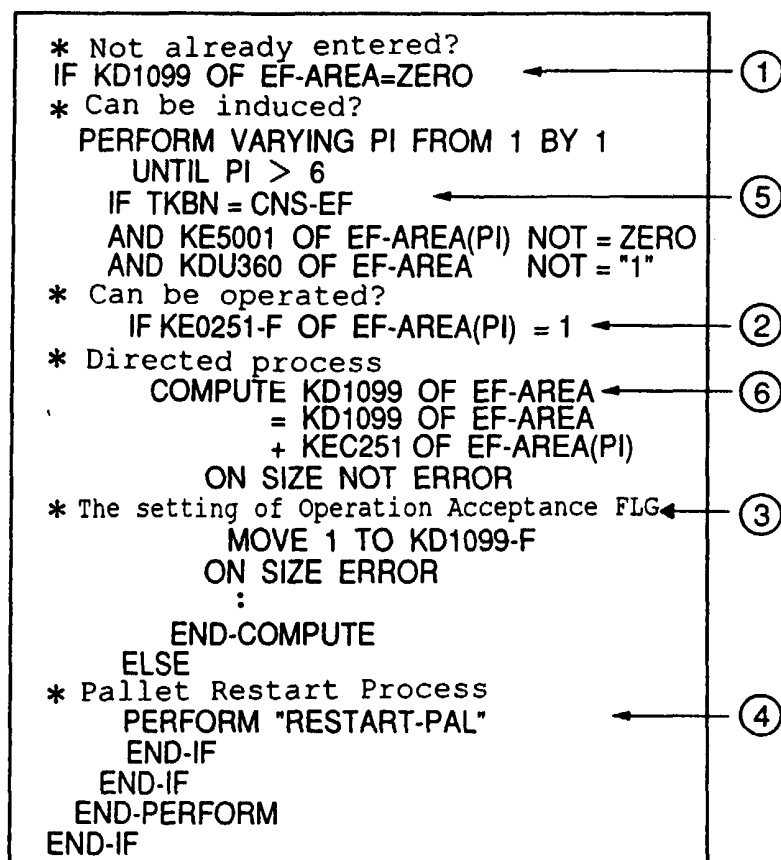 * Not already entered?
IF KD1099 OF EF-AREA=ZERO ①
* Can be induced?
PERFORM VARYING PI FROM 1 BY 1
UNTIL PI > 6
IF TKBN = CNS-EF ⑤
AND KE5001 OF EF-AREA(PI) NOT = ZERO
AND KDU360 OF EF-AREA NOT = "1"
* Can be operated?
IF KE0251-F OF EF-AREA(PI) = 1 ②
* Directed process
COMPUTE KD1099 OF EF-AREA ⑥
= KD1099 OF EF-AREA
+ KEC251 OF EF-AREA(PI)
ON SIZE NOT ERROR
* The setting of Operation Acceptance FLG ③
MOVE 1 TO KD1099-F
ON SIZE ERROR
:
END-COMPUTE
ELSE
* Pallet Restart Process
PERFORM "RESTART-PAL" ④
END-IF
END-IF
END-PERFORM
END-IF